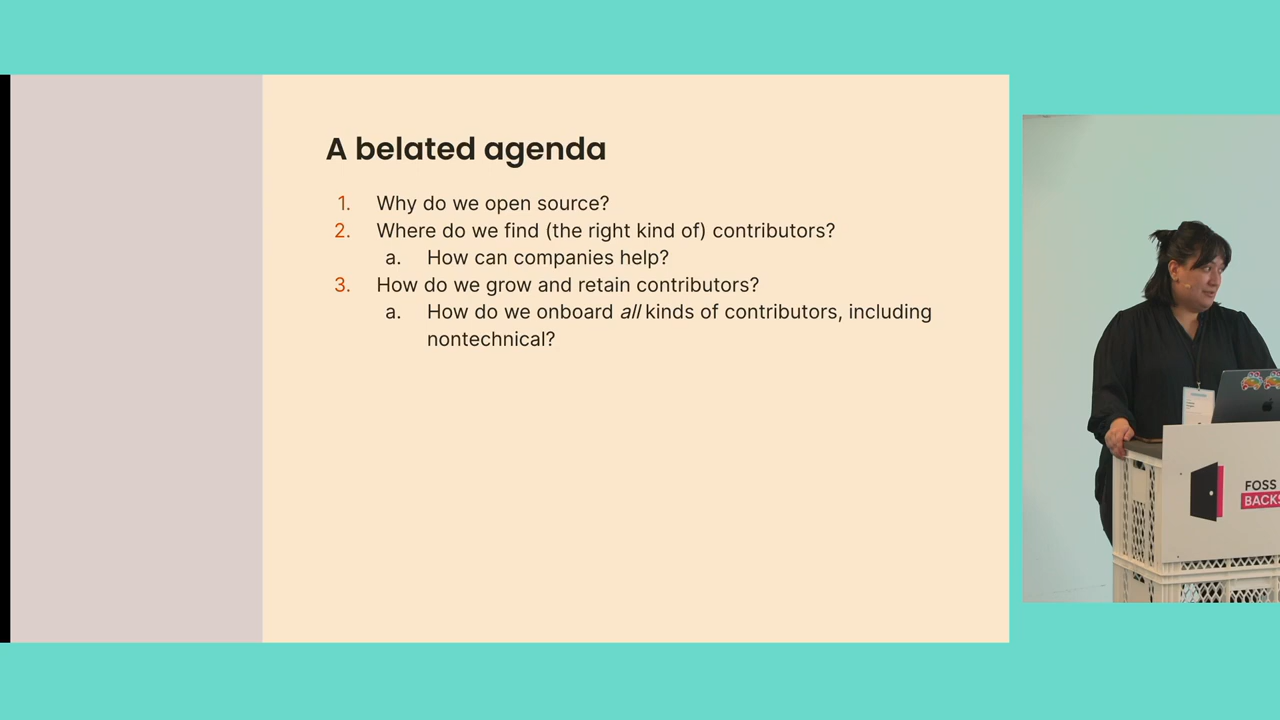 A belated agenda
1. Why do we open source?
2. Where do we find (the right kind of) contributors?
a. How can companies help?
3. How do we grow and retain contributors?
a. How do we onboard all kinds of contributors, including
nontechnical?
FOSS